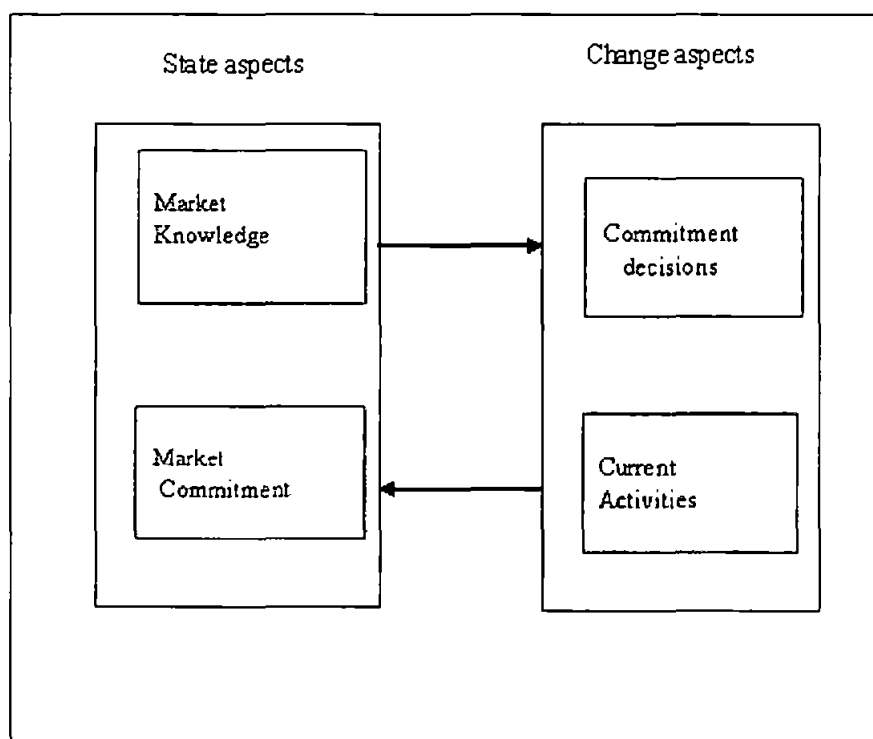 State aspects
Change aspects
Market
Knowledge
Commitment
decisions
Market
Commitment
Current
Activities